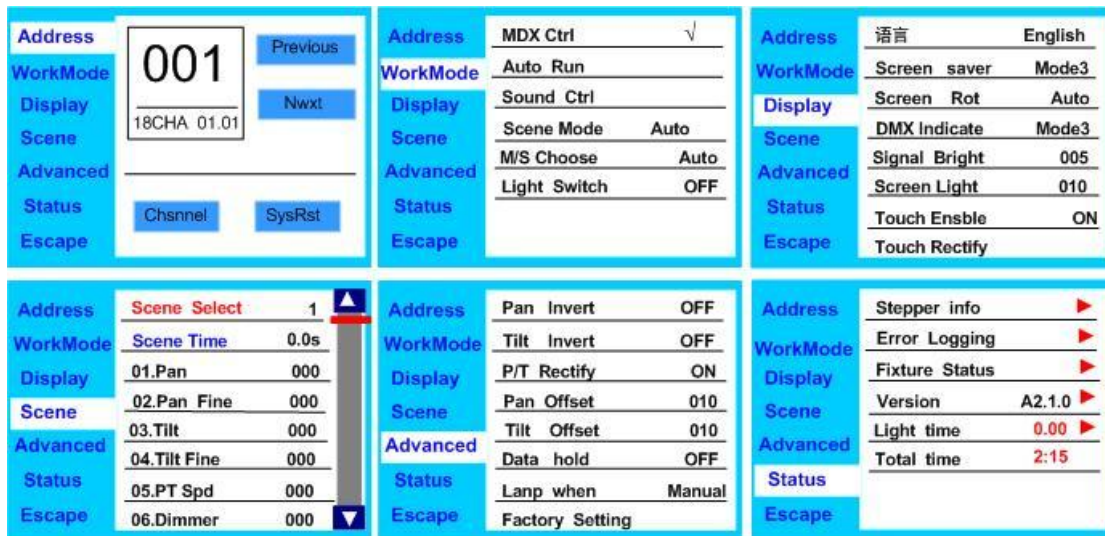 Address
WorkMode
Display
Scene
Advanced
Status
Escape
001
18CHA 01.01
Previous
Nwxt
Chsnnel
SysRst
Address
WorkMode
Display
Scene
Advanced
Status
Escape
MDX Ctrl √
Auto Run
Sound Ctrl
Scene Mode Auto
M/S Choose Auto
Light Switch OFF
Address
WorkMode
Display
Scene
Advanced
Status
Escape
语言 English
Screen saver Mode3
Screen Rot Auto
DMX Indicate Mode3
Signal Bright 005
Screen Light 010
Touch Ensble ON
Touch Rectify
Address
WorkMode
Display
Scene
Advanced
Status
Escape
Scene Select 1
Scene Time 0.0s
01.Pan 000
02.Pan Fine 000
03.Tilt 000
04.Tilt Fine 000
05.PT Spd 000
06.Dimmer 000
Address
WorkMode
Display
Scene
Advanced
Status
Escape
Pan Invert OFF
Tilt Invert OFF
P/T Rectify ON
Pan Offset 010
Tilt Offset 010
Data hold OFF
Lanp when Manual
Factory Setting
Address
WorkMode
Display
Scene
Advanced
Status
Escape
Stepper info
Error Logging
Fixture Status
Version A2.1.0
Light time 0.00
Total time 2:15